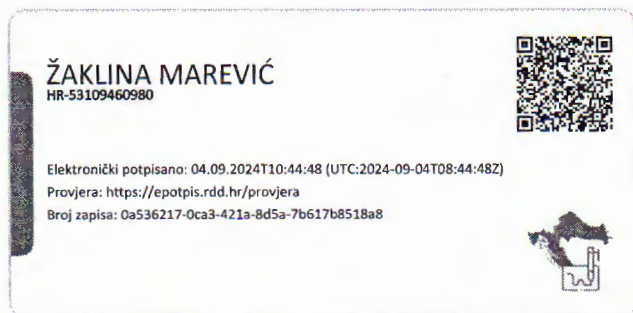 ŽAKLINA MAREVIĆ
HR-53109460980
Elektronički potpisano: 04.09.2024T10:44:48 (UTC:2024-09-04T08:44:48Z)
Provjera: https://epotpis.rdd.hr/provjera
Broj zapisa: 0a536217-0ca3-421a-8d5a-7b617b8518a8